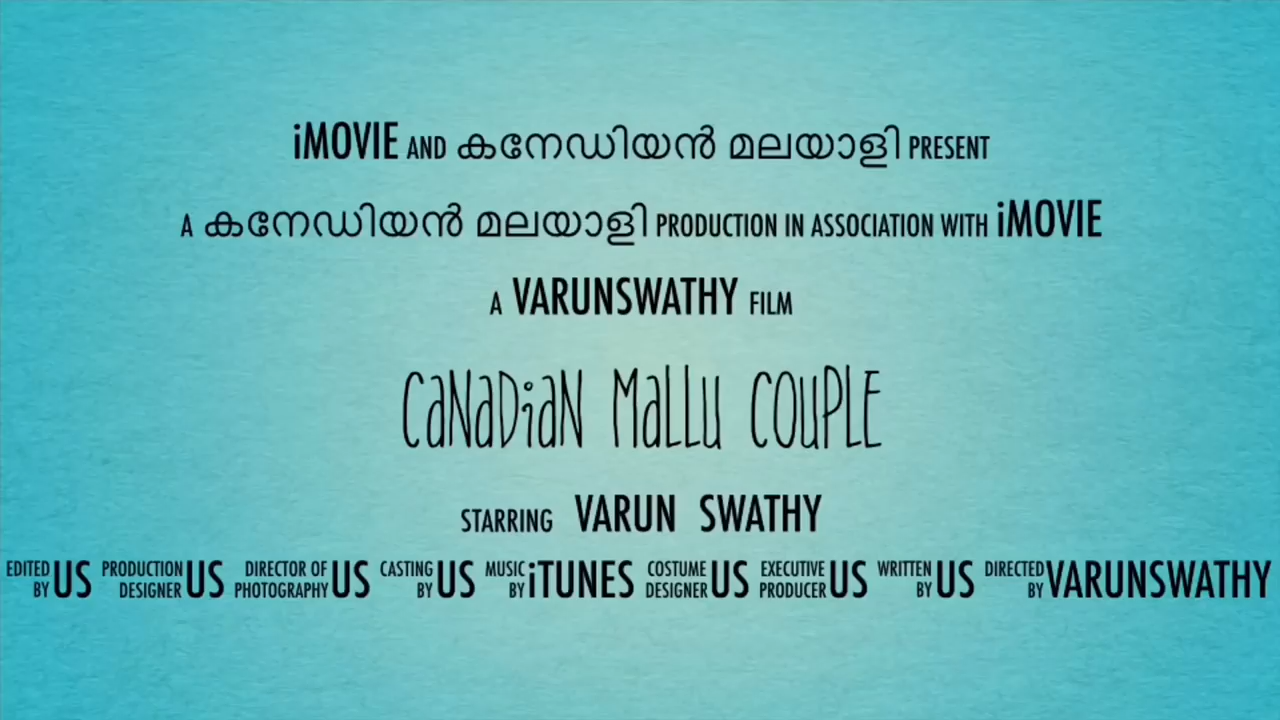 iMOVIE AND കനേഡിയൻ മലയാളി PRESENT
A കനേഡിയൻ മലയാളി PRODUCTION IN ASSOCIATION WITH iMOVIE
A VARUNSWATHY FILM
CaNaDiaN MaLLu COuPLE
STARRING VARUN SWATHY
EDITED BY US PRODUCTION DESIGNER US DIRECTOR OF PHOTOGRAPHY US CASTING BY US MUSIC BY iTUNES COSTUME DESIGNER US EXECUTIVE PRODUCER US WRITTEN BY US DIRECTED BY VARUNSWATHY